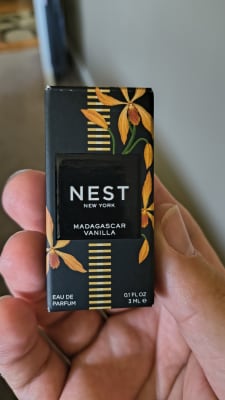 NEST
NEW YORK
MADAGASCAR
VANILLA
EAU DE
PARFUM
0.1 FL OZ
3 ML e